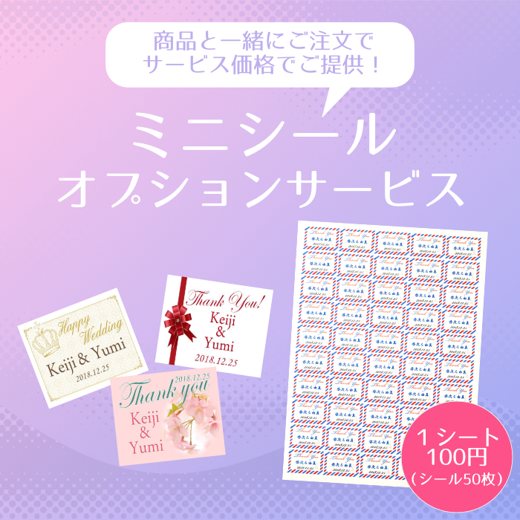 商品と一緒にご注文で
サービス価格でご提供！
ミニシール
オプションサービス
Happy
Wedding
Keiji & Yumi
2018.12.25
Thank You!
Keiji
&
Yumi
2018.12.25
2018.12.25
Thank you
Keiji
&
Yumi
１シート
100円
(シール50枚)